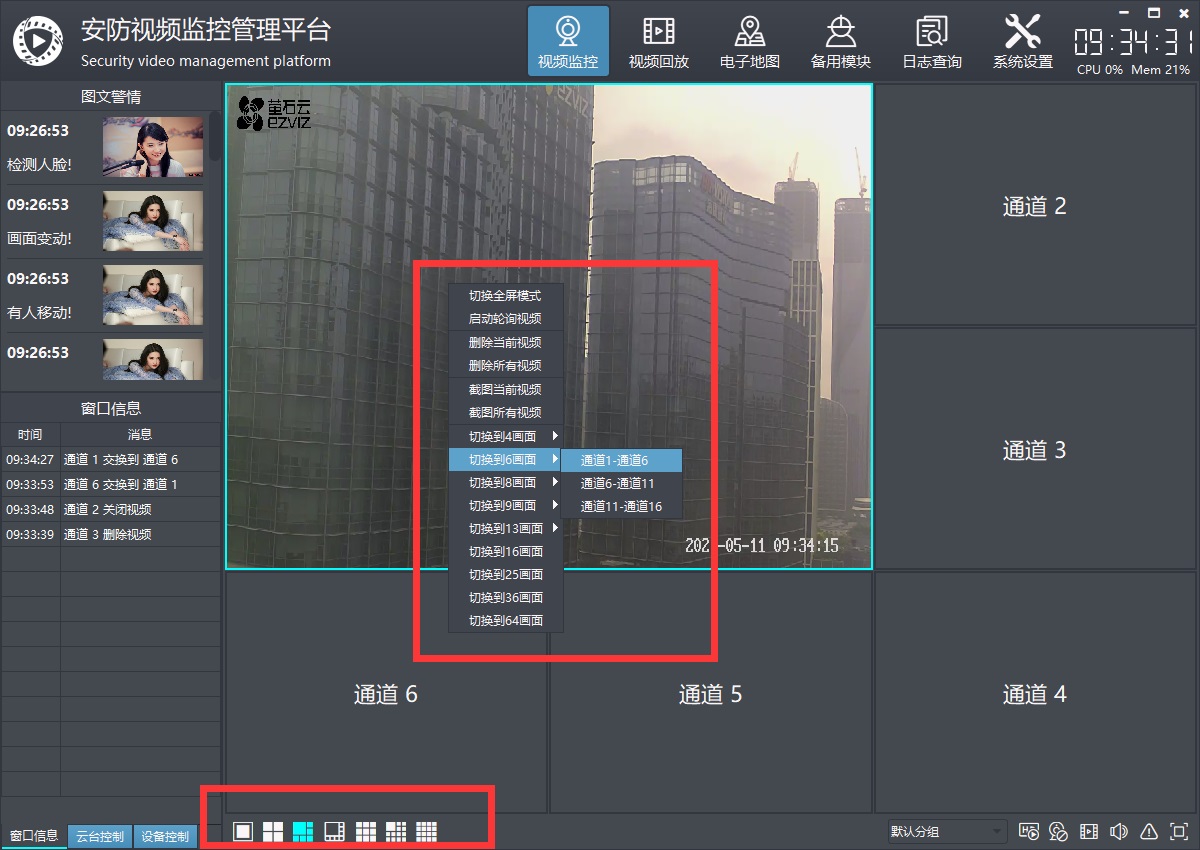 安防视频监控管理平台
Security video management platform
视频监控
视频回放
电子地图
备用模块
日志查询
系统设置
09:34:31
CPU 0% Mem 21%
图文警情
09:26:53
检测人脸!
09:26:53
画面变动!
09:26:53
有人移动!
09:26:53
窗口信息
时间 消息
09:34:27 通道 1 交换到 通道 6
09:33:53 通道 6 交换到 通道 1
09:33:48 通道 2 关闭视频
09:33:39 通道 3 删除视频
窗口信息
云台控制
设备控制
萤石云
ezviz
ezviz
切换全屏模式
启动轮询视频
删除当前视频
删除所有视频
截图当前视频
截图所有视频
切换到4画面
切换到6画面
切换到8画面
切换到9画面
切换到13画面
切换到16画面
切换到25画面
切换到36画面
切换到64画面
通道1-通道6
通道6-通道11
通道11-通道16
-05-11 09:34:15
通道 2
通道 3
通道 6
通道 5
通道 4
默认分组